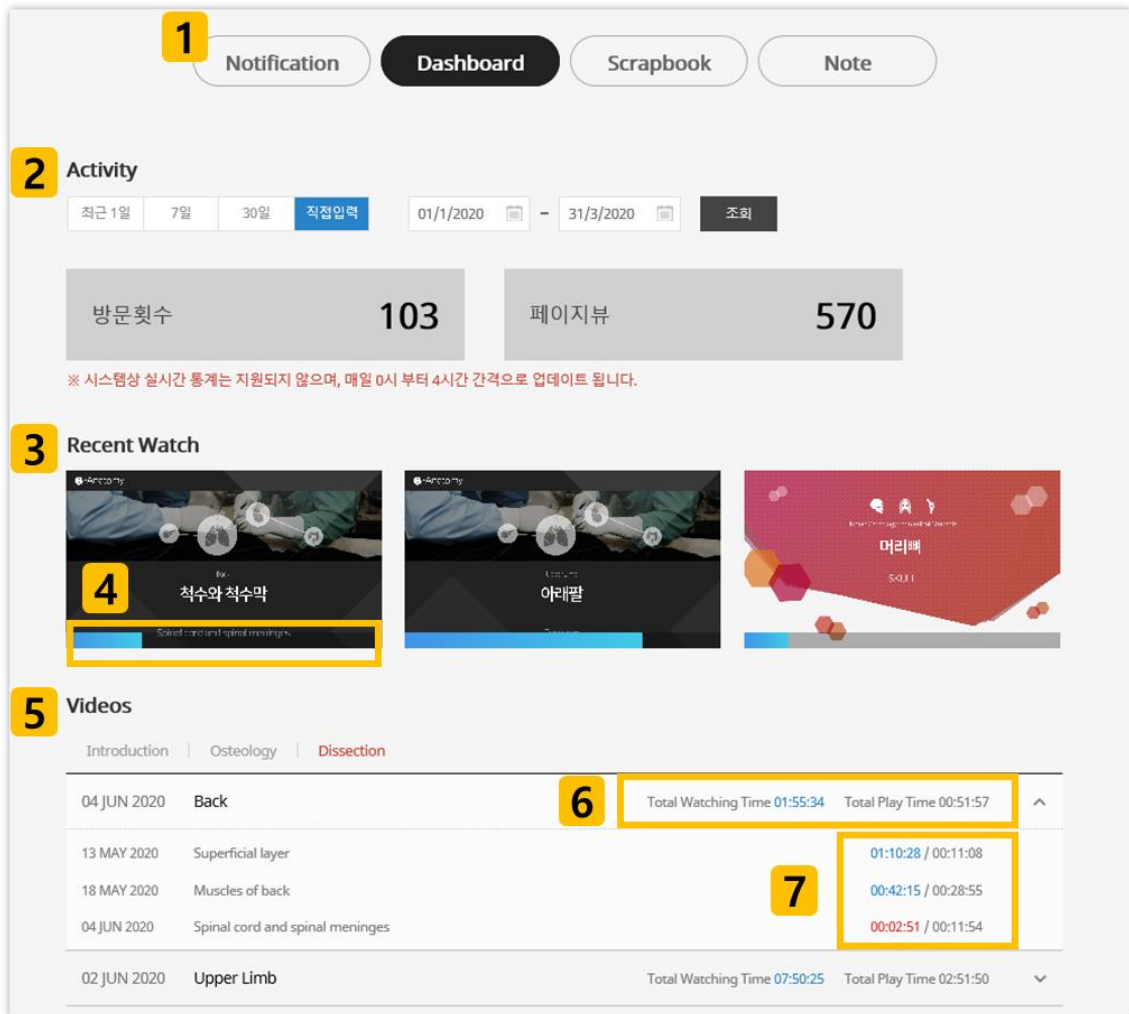 1
Notification Dashboard Scrapbook Note
2 Activity
최근 1일 7일 30일 직접입력 01/1/2020 - 31/3/2020 조회
방문횟수 103 페이지뷰 570
※ 시스템상 실시간 통계는 지원되지 않으며, 매일 0시 부터 4시간 간격으로 업데이트 됩니다.
3 Recent Watch
e-Anatomy
Back
척수와 척수막
Spinal cord and spinal meninges
4
e-Anatomy
아래팔
머리뼈
SKULL
5 Videos
Introduction | Osteology | Dissection
04 JUN 2020 Back 6 Total Watching Time 01:55:34 Total Play Time 00:51:57
13 MAY 2020 Superficial layer 01:10:28 / 00:11:08
18 MAY 2020 Muscles of back 7 00:42:15 / 00:28:55
04 JUN 2020 Spinal cord and spinal meninges 00:02:51 / 00:11:54
02 JUN 2020 Upper Limb Total Watching Time 07:50:25 Total Play Time 02:51:50